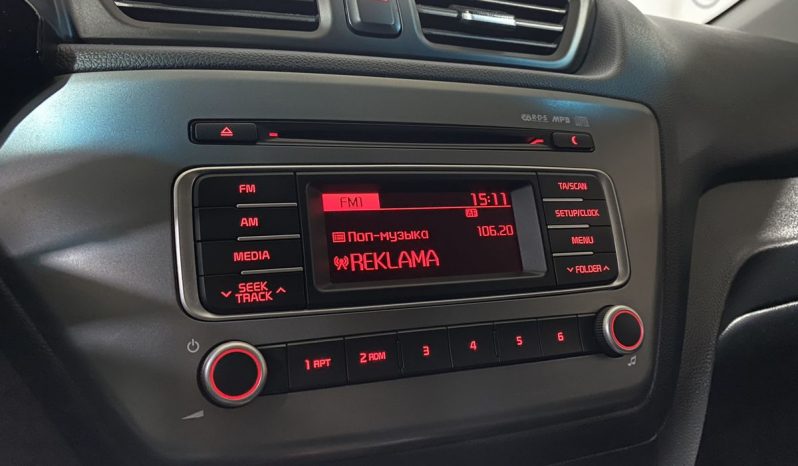 RDS MP3
FM
AM
MEDIA
SEEK
TRACK
FM1 15:11
AF
Поп-музыка 106.20
REKLAMA
TA/SCAN
SETUP/CLOCK
MENU
FOLDER
1 RPT 2 RDM 3 4 5 6